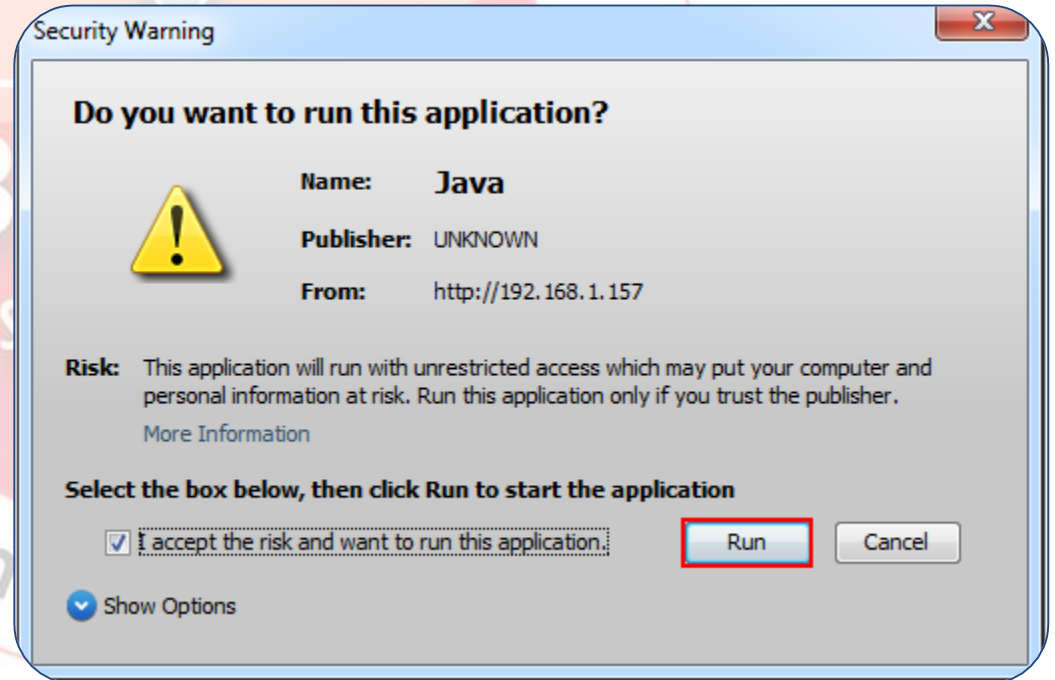 Security Warning
Do you want to run this application?
Name: Java
Publisher: UNKNOWN
From: http://192.168.1.157
Risk: This application will run with unrestricted access which may put your computer and
personal information at risk. Run this application only if you trust the publisher.
More Information
Select the box below, then click Run to start the application
I accept the risk and want to run this application.
Run
Cancel
Show Options